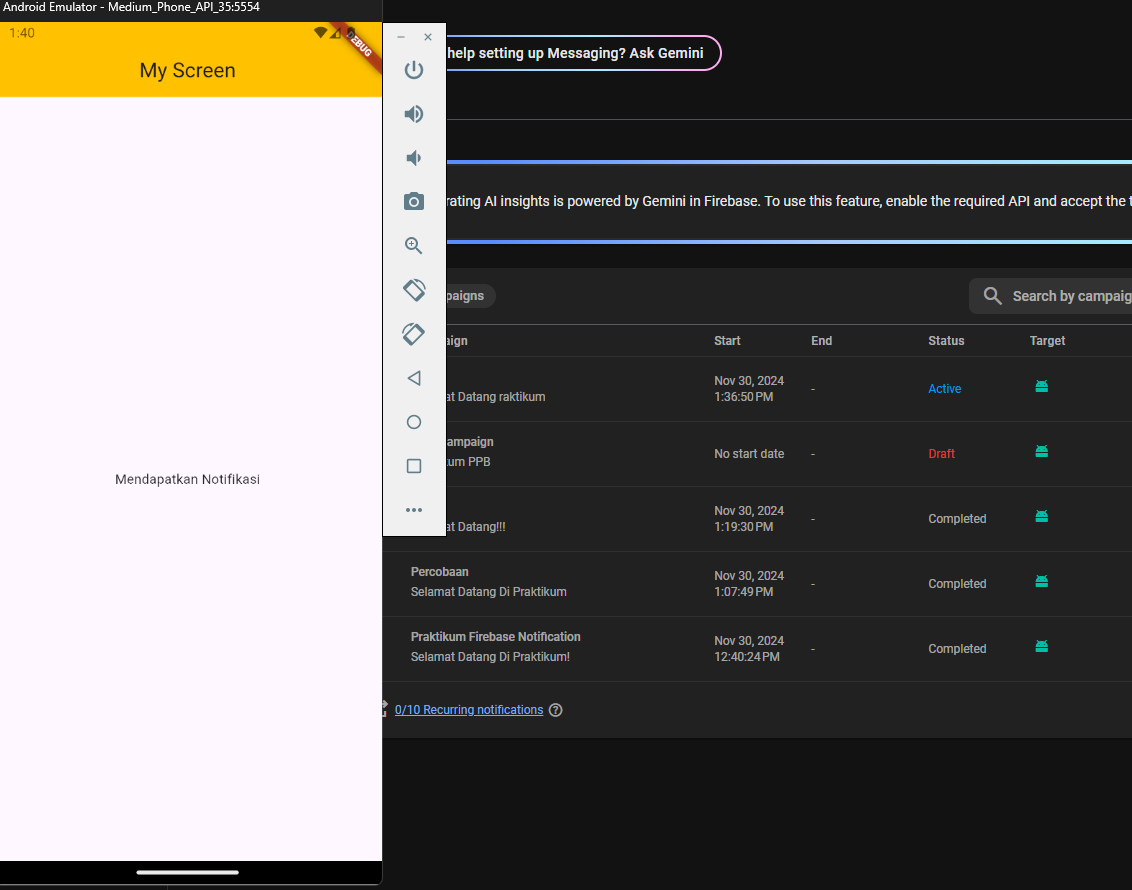 Android Emulator - Medium_Phone_API_35:5554
1:40
DEBUG
My Screen
Mendapatkan Notifikasi
help setting up Messaging? Ask Gemini
rating AI insights is powered by Gemini in Firebase. To use this feature, enable the required API and accept the t
paigns
Search by campaig
aign
Start
End
Status
Target
at Datang raktikum
Nov 30, 2024
1:36:50 PM
-
Active
ampaign
kum PPB
No start date
-
Draft
at Datang!!!
Nov 30, 2024
1:19:30 PM
-
Completed
Percobaan
Selamat Datang Di Praktikum
Nov 30, 2024
1:07:49 PM
-
Completed
Praktikum Firebase Notification
Selamat Datang Di Praktikum!
Nov 30, 2024
12:40:24 PM
-
Completed
0/10 Recurring notifications